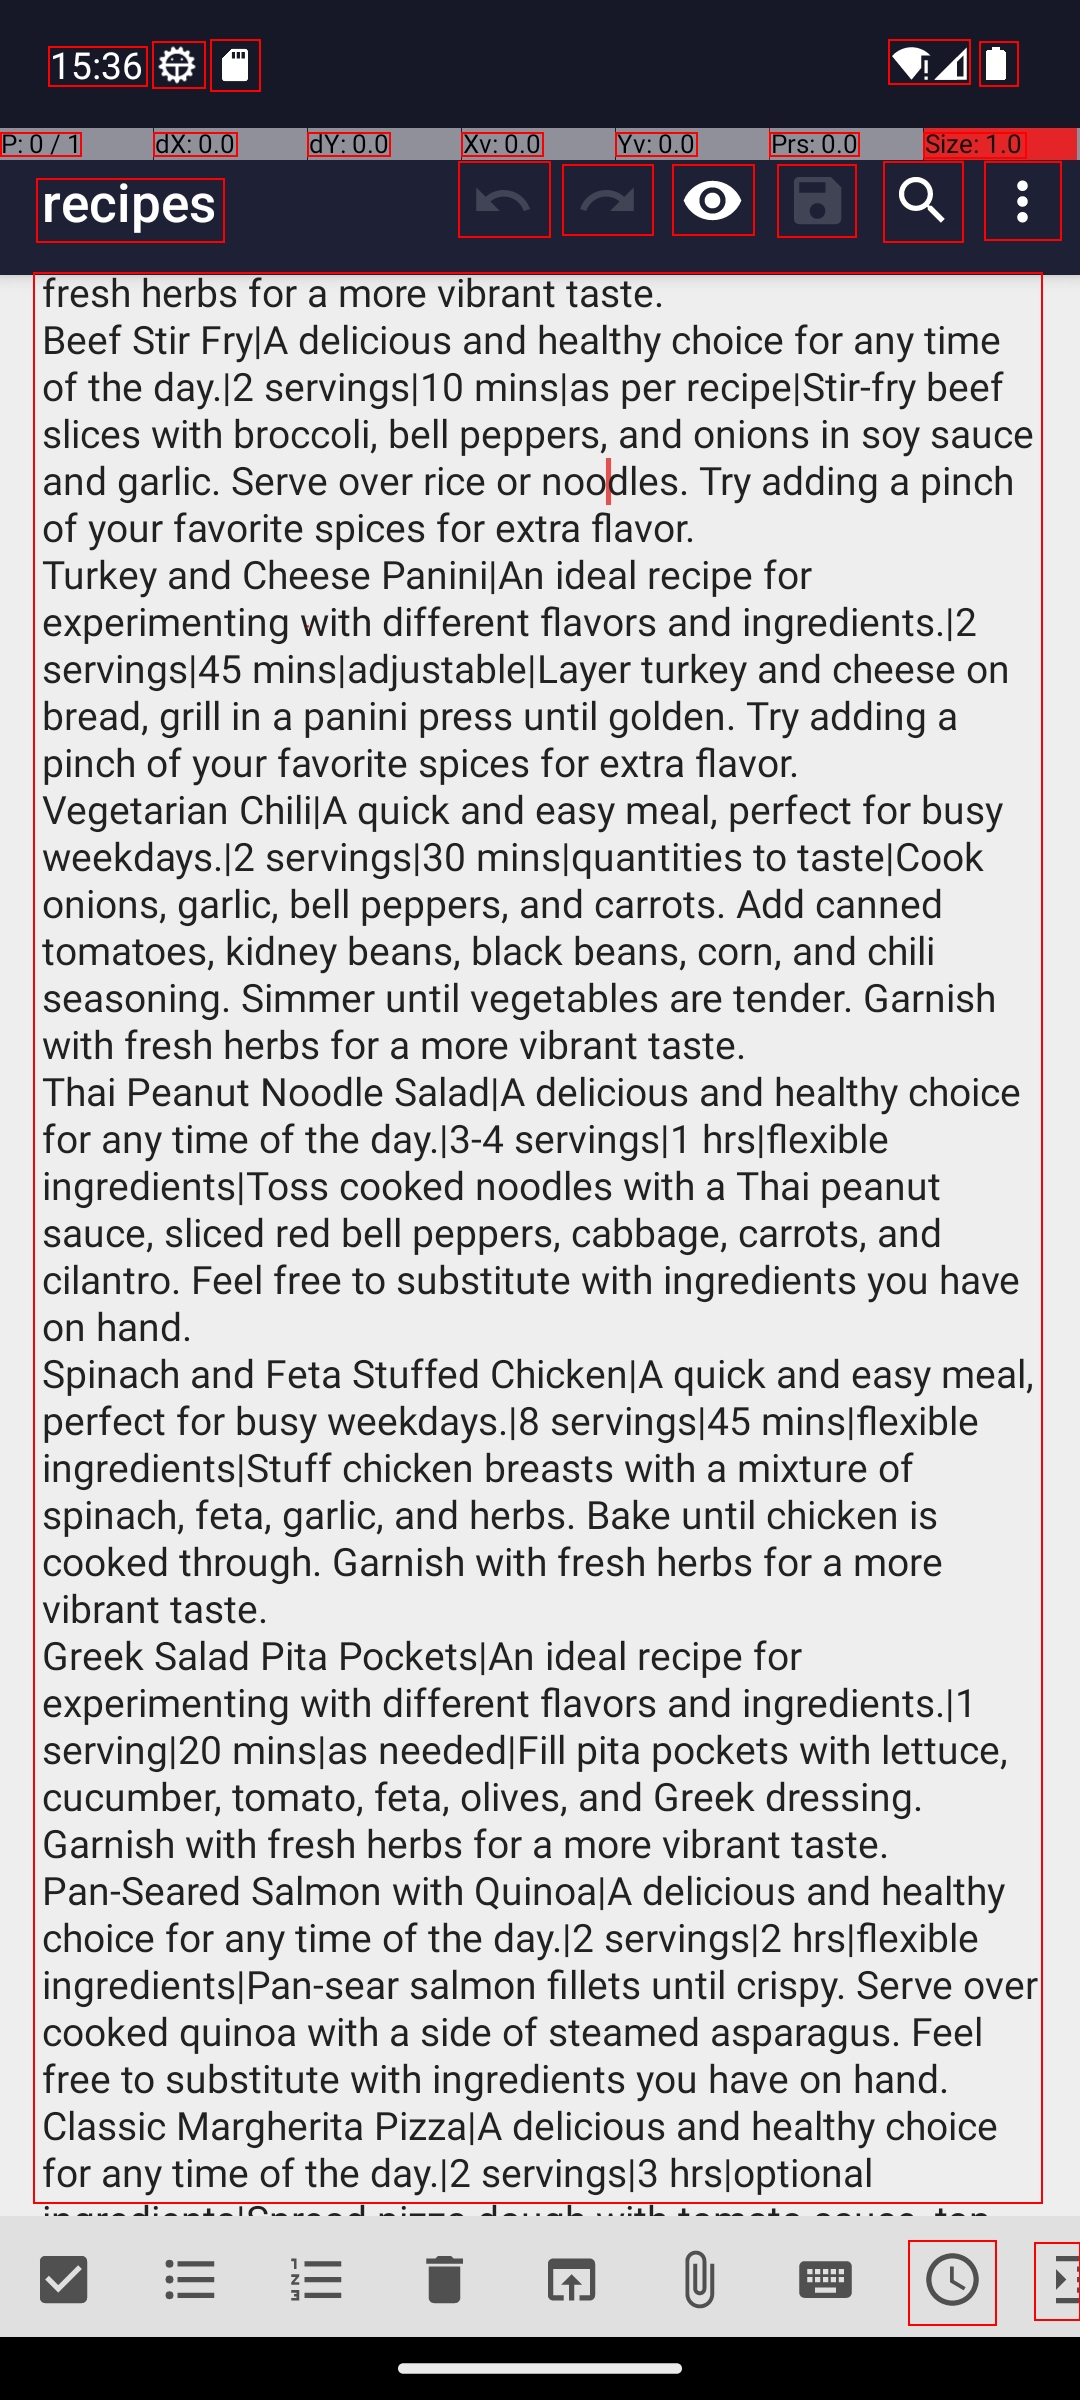 15:36
P: 0 / 1 dX: 0.0 dY: 0.0 Xv: 0.0 Yv: 0.0 Prs: 0.0 Size: 1.0
recipes
fresh herbs for a more vibrant taste.
Beef Stir Fry|A delicious and healthy choice for any time
of the day.|2 servings|10 mins|as per recipe|Stir-fry beef
slices with broccoli, bell peppers, and onions in soy sauce
and garlic. Serve over rice or noodles. Try adding a pinch
of your favorite spices for extra flavor.
Turkey and Cheese Panini|An ideal recipe for
experimenting with different flavors and ingredients.|2
servings|45 mins|adjustable|Layer turkey and cheese on
bread, grill in a panini press until golden. Try adding a
pinch of your favorite spices for extra flavor.
Vegetarian Chili|A quick and easy meal, perfect for busy
weekdays.|2 servings|30 mins|quantities to taste|Cook
onions, garlic, bell peppers, and carrots. Add canned
tomatoes, kidney beans, black beans, corn, and chili
seasoning. Simmer until vegetables are tender. Garnish
with fresh herbs for a more vibrant taste.
Thai Peanut Noodle Salad|A delicious and healthy choice
for any time of the day.|3-4 servings|1 hrs|flexible
ingredients|Toss cooked noodles with a Thai peanut
sauce, sliced red bell peppers, cabbage, carrots, and
cilantro. Feel free to substitute with ingredients you have
on hand.
Spinach and Feta Stuffed Chicken|A quick and easy meal,
perfect for busy weekdays.|8 servings|45 mins|flexible
ingredients|Stuff chicken breasts with a mixture of
spinach, feta, garlic, and herbs. Bake until chicken is
cooked through. Garnish with fresh herbs for a more
vibrant taste.
Greek Salad Pita Pockets|An ideal recipe for
experimenting with different flavors and ingredients.|1
serving|20 mins|as needed|Fill pita pockets with lettuce,
cucumber, tomato, feta, olives, and Greek dressing.
Garnish with fresh herbs for a more vibrant taste.
Pan-Seared Salmon with Quinoa|A delicious and healthy
choice for any time of the day.|2 servings|2 hrs|flexible
ingredients|Pan-sear salmon fillets until crispy. Serve over
cooked quinoa with a side of steamed asparagus. Feel
free to substitute with ingredients you have on hand.
Classic Margherita Pizza|A delicious and healthy choice
for any time of the day.|2 servings|3 hrs|optional
ingredients|Spread pizza dough with tomato sauce, top